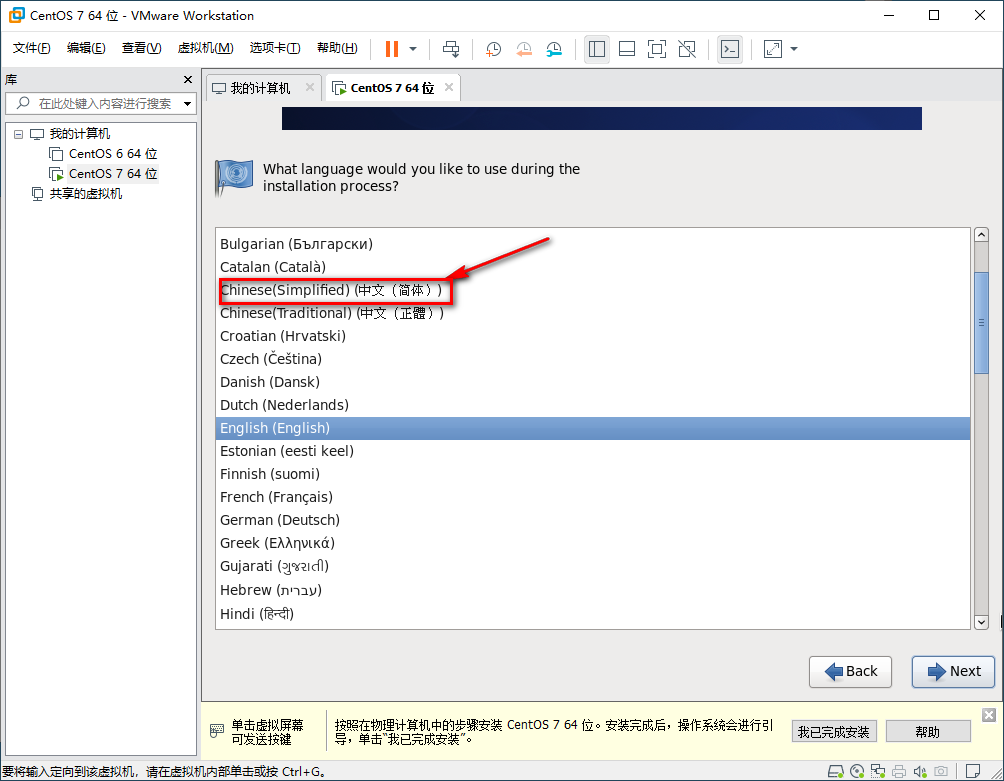 CentOS 7 64 位 - VMware Workstation
文件(F) 编辑(E) 查看(V) 虚拟机(M) 选项卡(T) 帮助(H)
库
在此处键入内容进行搜索
我的计算机
CentOS 6 64 位
CentOS 7 64 位
共享的虚拟机
我的计算机 CentOS 7 64 位
What language would you like to use during the
installation process?
Bulgarian (Български)
Catalan (Català)
Chinese(Simplified) (中文（简体）)
Chinese(Traditional) (中文（正體）)
Croatian (Hrvatski)
Czech (Čeština)
Danish (Dansk)
Dutch (Nederlands)
English (English)
Estonian (eesti keel)
Finnish (suomi)
French (Français)
German (Deutsch)
Greek (Ελληνικά)
Gujarati (ગુજરાતી)
Hebrew (עברית)
Hindi (हिन्दी)
Back Next
单击虚拟屏幕
可发送按键
按照在物理计算机中的步骤安装 CentOS 7 64 位。安装完成后，操作系统会进行引
导，单击“我已完成安装”。
我已完成安装 帮助
要将输入定向到该虚拟机，请在虚拟机内部单击或按 Ctrl+G。